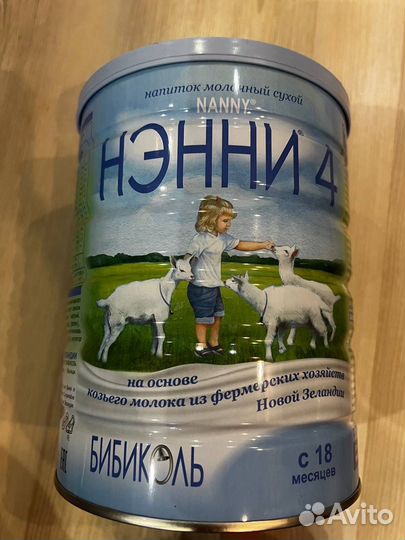 напиток молочный сухой
NANNY®
НЭННИ® 4
на основе
козьего молока из фермерских хозяйств
Новой Зеландии
БИБИКОЛЬ
с 18
месяцев
EAC
Avito